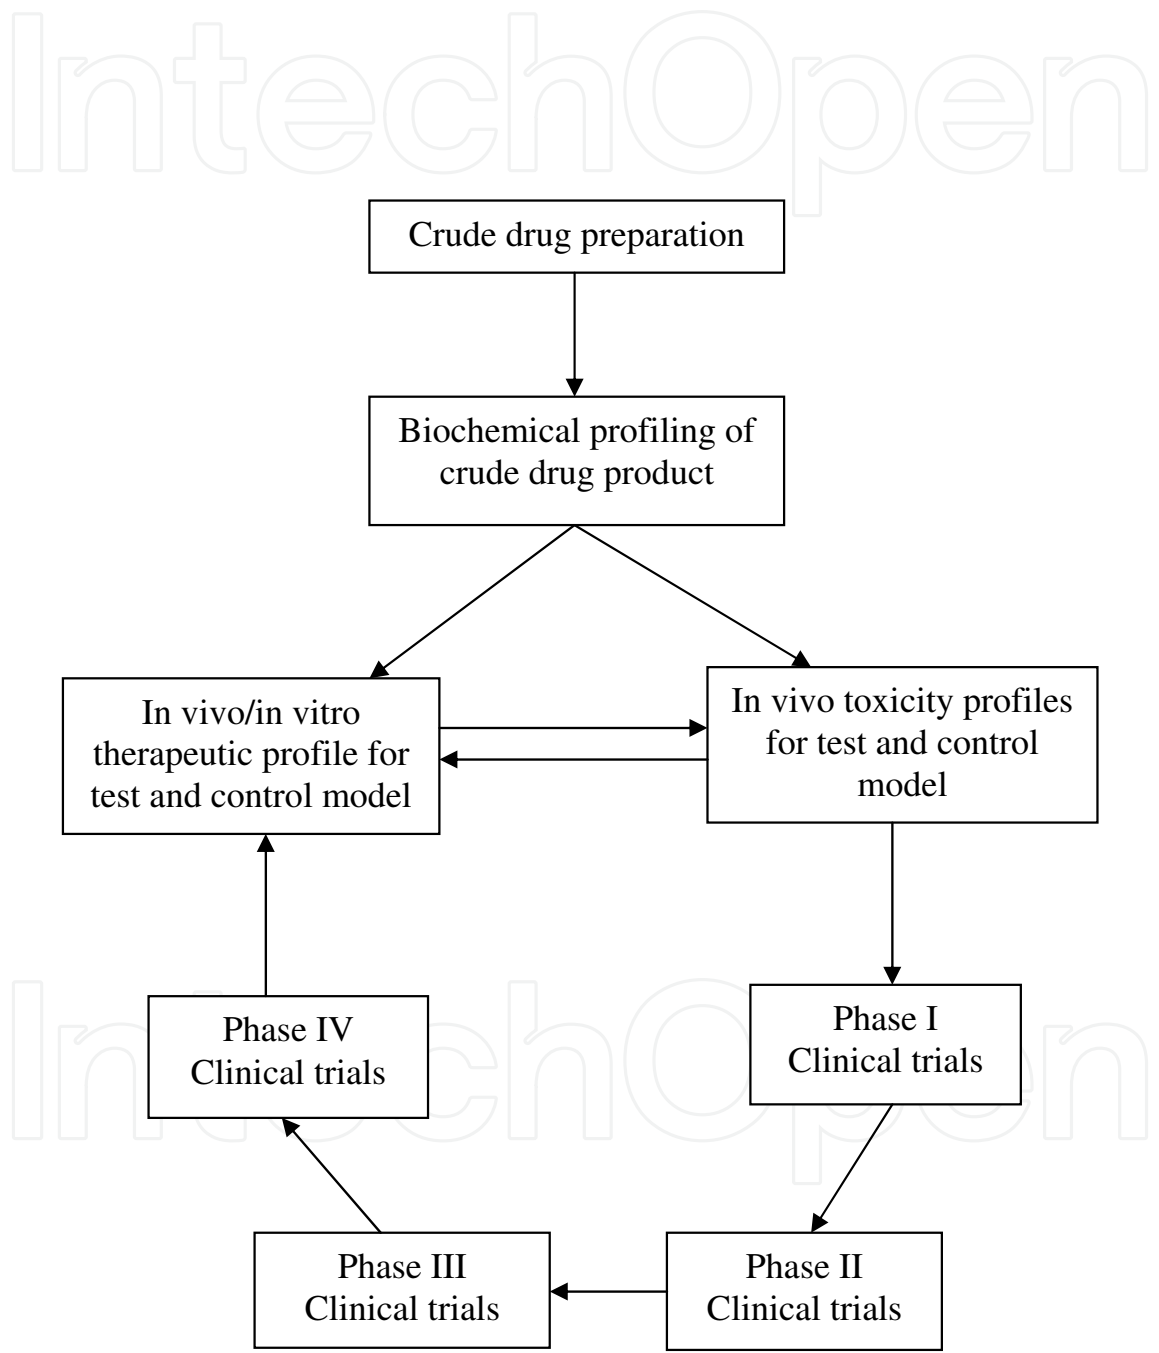 IntechOpen
Crude drug preparation
Biochemical profiling of
crude drug product
In vivo/in vitro
therapeutic profile for
test and control model
In vivo toxicity profiles
for test and control
model
Phase IV
Clinical trials
Phase I
Clinical trials
IntechOpen
Phase III
Clinical trials
Phase II
Clinical trials